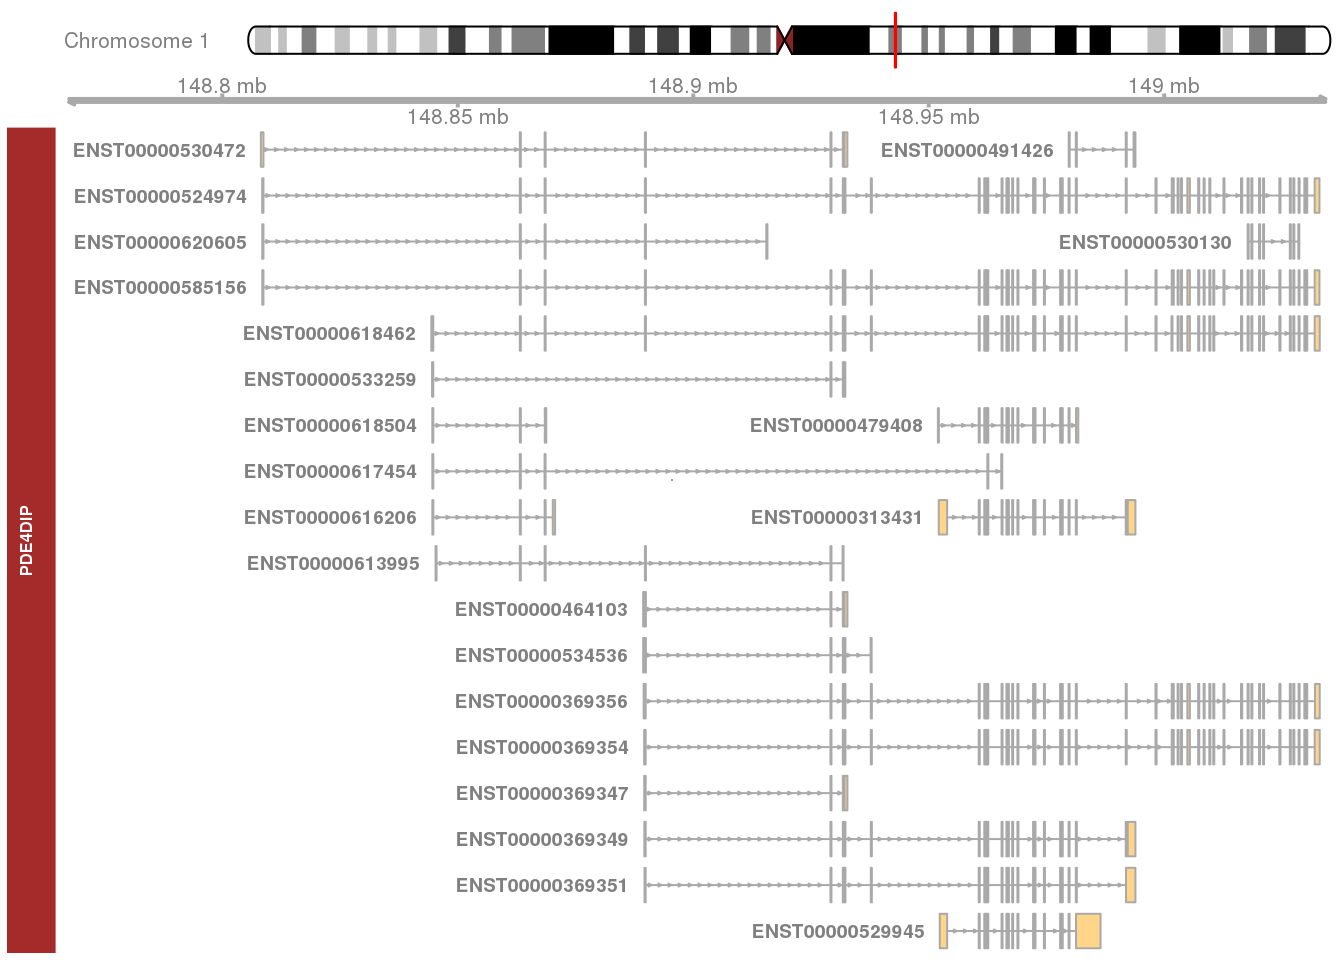 Chromosome 1
148.8 mb 148.9 mb 149 mb
148.85 mb 148.95 mb
ENST00000530472 ENST00000491426
ENST00000524974
ENST00000620605 ENST00000530130
ENST00000585156
ENST00000618462
ENST00000533259
ENST00000618504 ENST00000479408
ENST00000617454
ENST00000616206 ENST00000313431
ENST00000613995
ENST00000464103
ENST00000534536
ENST00000369356
ENST00000369354
ENST00000369347
ENST00000369349
ENST00000369351
ENST00000529945
PDE4DIP